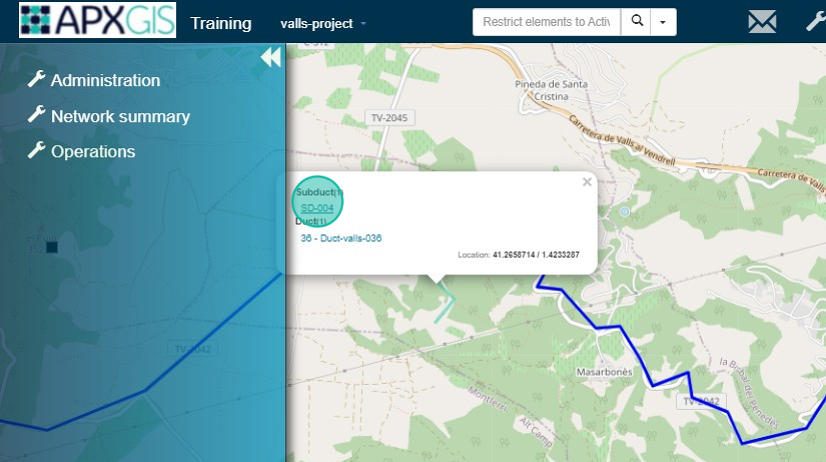 APXGIS
Training
valls-project
Restrict elements to Activ
Administration
Network summary
Operations
C-512
Pineda de Santa
Cristina
TV-2045
Carretera de Valls al Vendrell
Carretera de Valls
Subduct(1)
SD-004
Duct(1)
36 - Duct-valls-036
Location: 41.2658714 / 1.4233287
TV-2042
Masarbonès
la Bisbal del Penedès
TV-2042
Montferri
Alt Camp